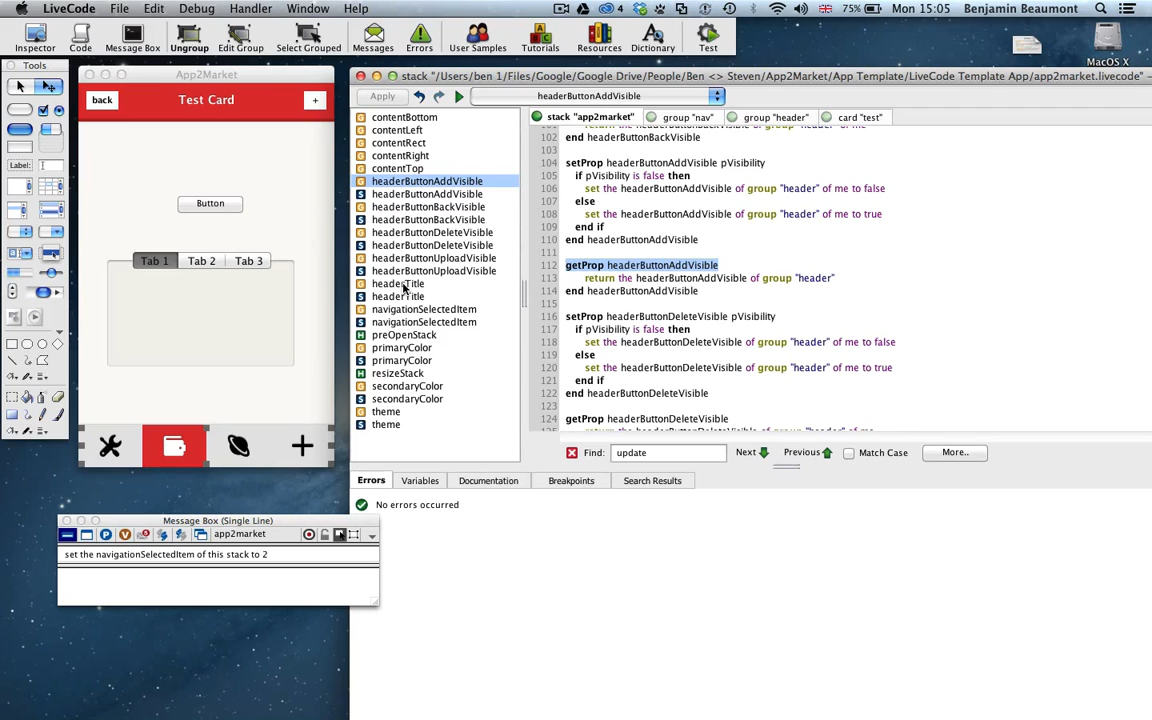 LiveCode File Edit Debug Handler Window Help
4 75% Mon 15:05 Benjamin Beaumont
Inspector Code Message Box Ungroup Edit Group Select Grouped Messages Errors User Samples Tutorials Resources Dictionary Test
MacOS X
Tools
Label:
App2Market
back Test Card +
Button
Tab 1 Tab 2 Tab 3
stack "/Users/ben 1/Files/Google/Google Drive/People/Ben <> Steven/App2Market/App Template/LiveCode Template App/app2market.livecode"
Apply headerButtonAddVisible
contentBottom
contentLeft
contentRect
contentRight
contentTop
headerButtonAddVisible
headerButtonAddVisible
headerButtonBackVisible
headerButtonBackVisible
headerButtonDeleteVisible
headerButtonDeleteVisible
headerButtonUploadVisible
headerButtonUploadVisible
headerTitle
headerTitle
navigationSelectedItem
navigationSelectedItem
preOpenStack
primaryColor
primaryColor
resizeStack
secondaryColor
secondaryColor
theme
theme
stack "app2market" group "nav" group "header" card "test"
102 end headerButtonBackVisible
103
104 setProp headerButtonAddVisible pVisibility
105 if pVisibility is false then
106 set the headerButtonAddVisible of group "header" of me to false
107 else
108 set the headerButtonAddVisible of group "header" of me to true
109 end if
110 end headerButtonAddVisible
111
112 getProp headerButtonAddVisible
113 return the headerButtonAddVisible of group "header"
114 end headerButtonAddVisible
115
116 setProp headerButtonDeleteVisible pVisibility
117 if pVisibility is false then
118 set the headerButtonDeleteVisible of group "header" of me to false
119 else
120 set the headerButtonDeleteVisible of group "header" of me to true
121 end if
122 end headerButtonDeleteVisible
123
124 getProp headerButtonDeleteVisible
Find: update Next Previous Match Case More..
Errors Variables Documentation Breakpoints Search Results
No errors occurred
Message Box (Single Line)
app2market
set the navigationSelectedItem of this stack to 2